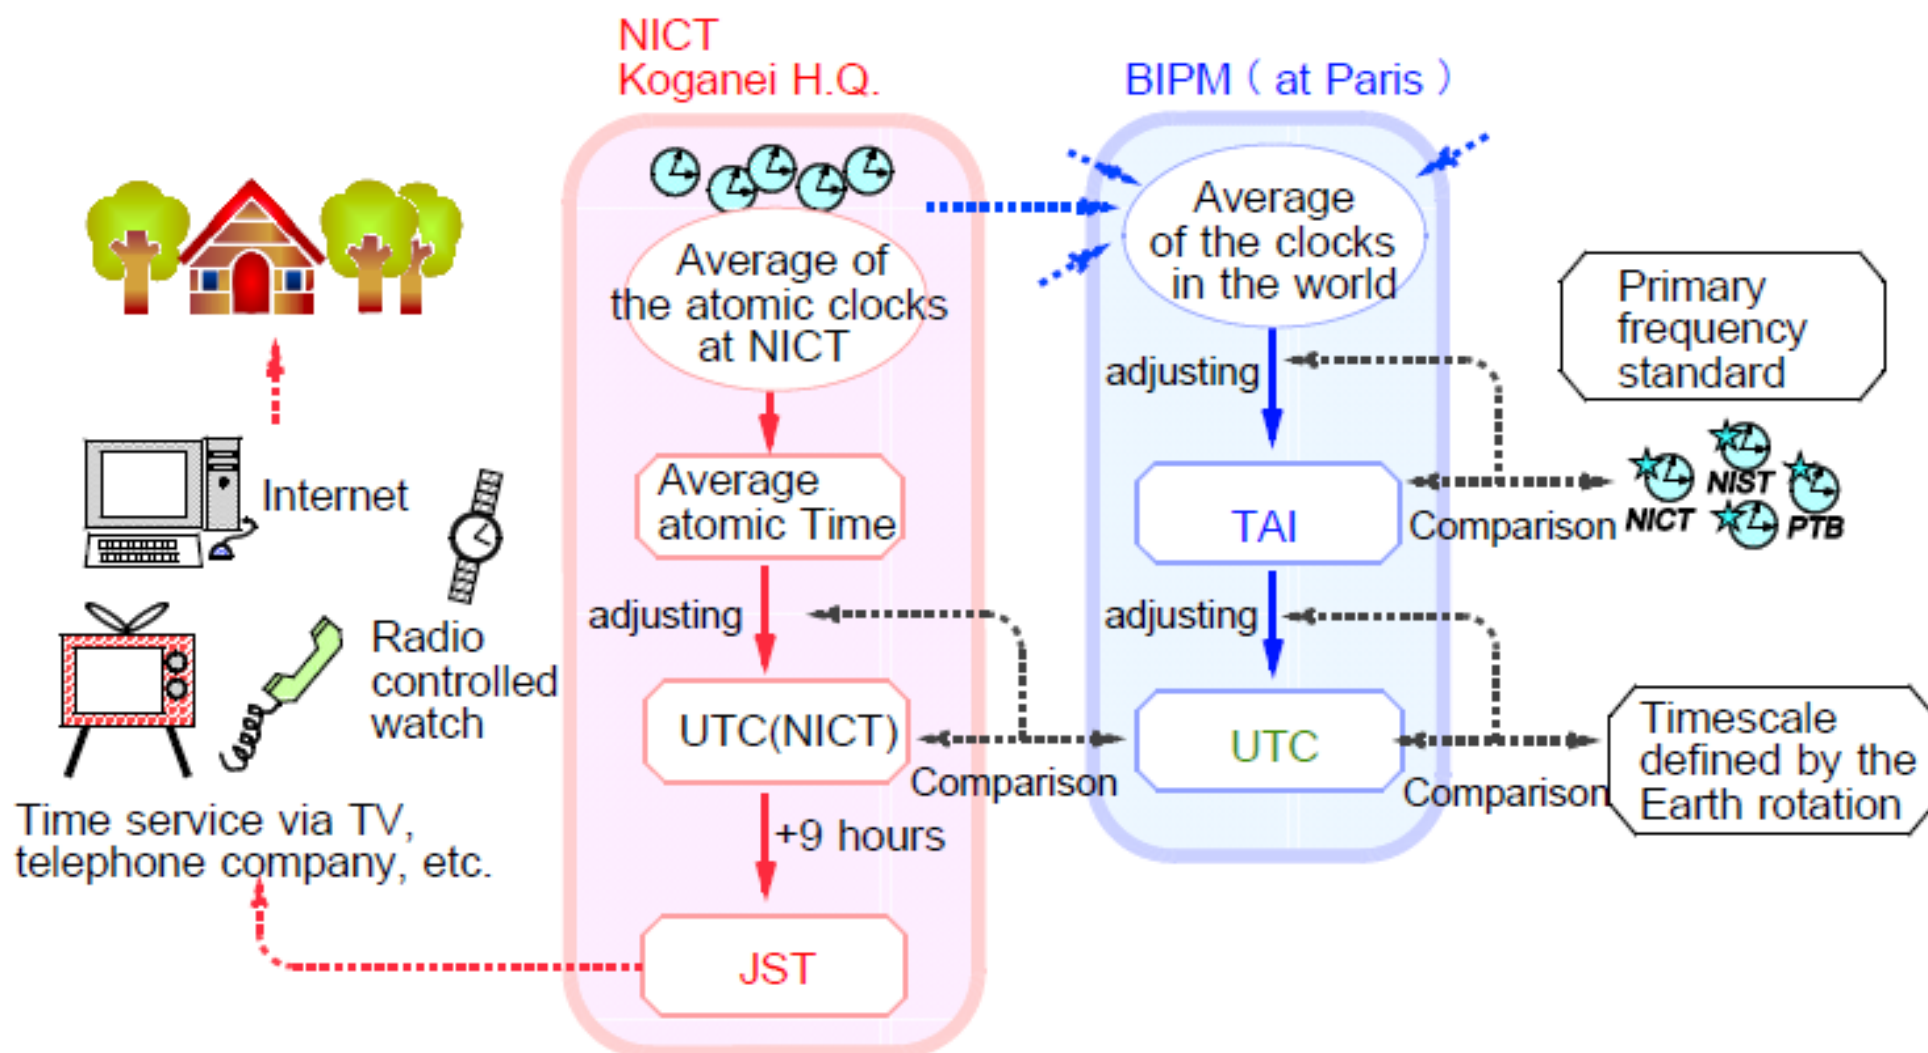 NICT
Koganei H.Q.
BIPM ( at Paris )
Average of
the atomic clocks
at NICT
Average
of the clocks
in the world
Primary
frequency
standard
adjusting
Average
atomic Time
TAI
Comparison
NICT
NIST
PTB
Internet
Radio
controlled
watch
adjusting
adjusting
UTC(NICT)
Comparison
UTC
Comparison
Timescale
defined by the
Earth rotation
Time service via TV,
telephone company, etc.
+9 hours
JST